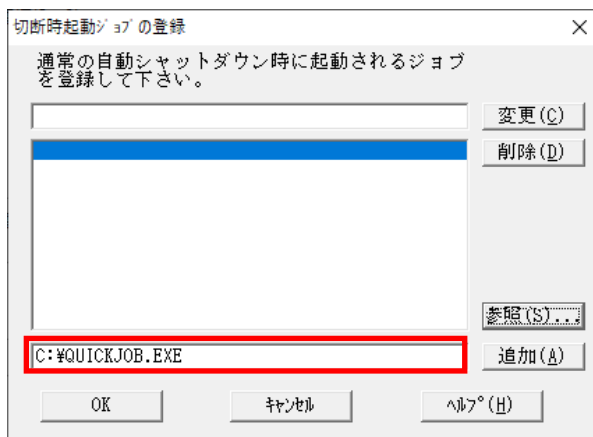 切断時起動ｼﾞｮﾌﾞの登録
通常の自動シャットダウン時に起動されるジョブ
を登録して下さい。
変更(C)
削除(D)
参照(S)...
C:¥QUICKJOB.EXE
追加(A)
OK
ｷｬﾝｾﾙ
ﾍﾙﾌﾟ(H)